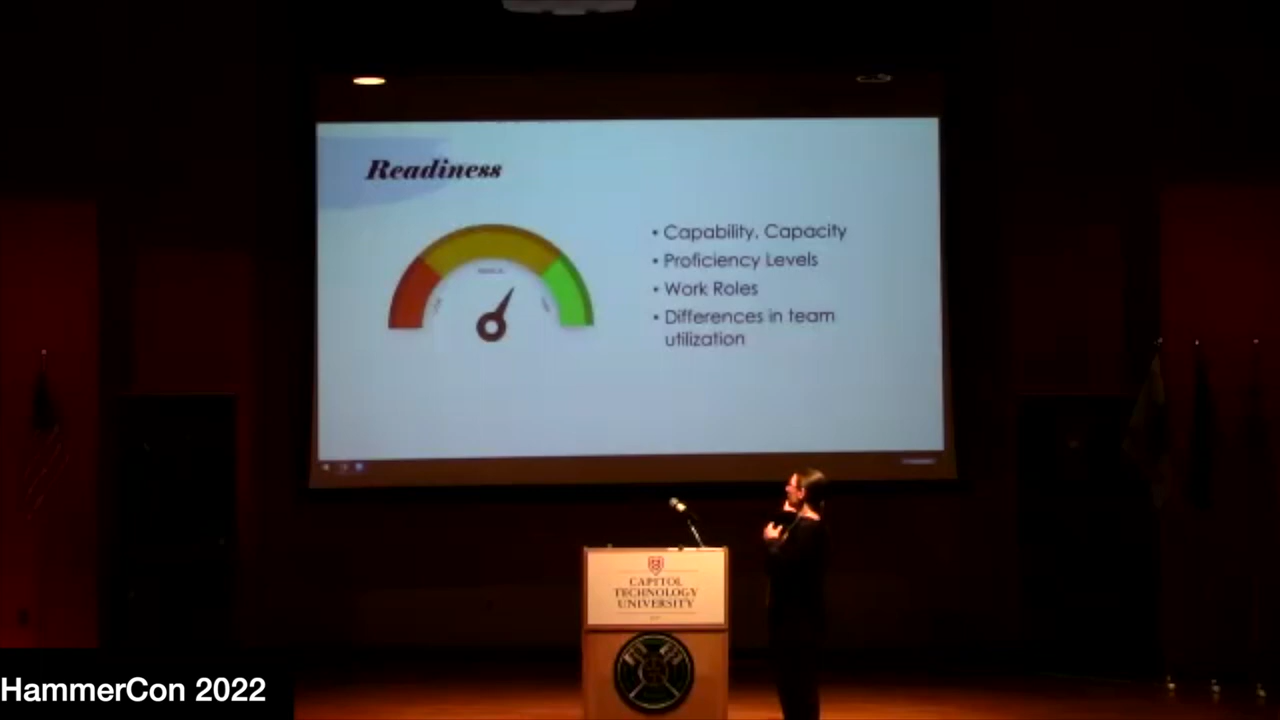 Readiness
• Capability, Capacity
• Proficiency Levels
• Work Roles
• Differences in team
utilization
CAPITOL
TECHNOLOGY
UNIVERSITY
HammerCon 2022